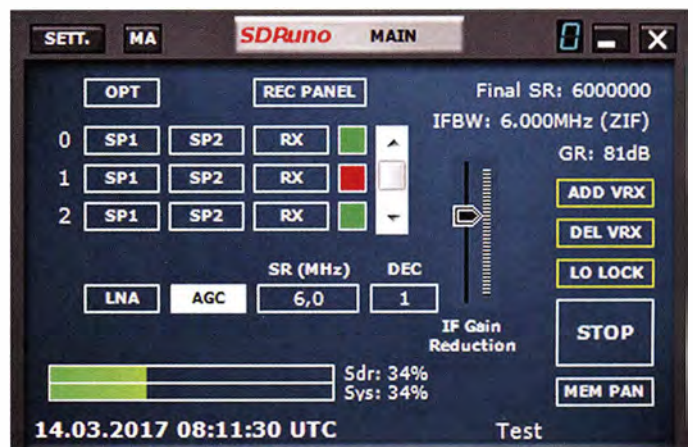 SETT. MA SDRuno MAIN 0
OPT REC PANEL Final SR: 6000000
IFBW: 6.000MHz (ZIF)
0 SP1 SP2 RX GR: 81dB
1 SP1 SP2 RX ADD VRX
2 SP1 SP2 RX DEL VRX
SR (MHz) DEC LO LOCK
LNA AGC 6,0 1
IF Gain
Reduction
STOP
Sdr: 34%
Sys: 34% MEM PAN
14.03.2017 08:11:30 UTC Test